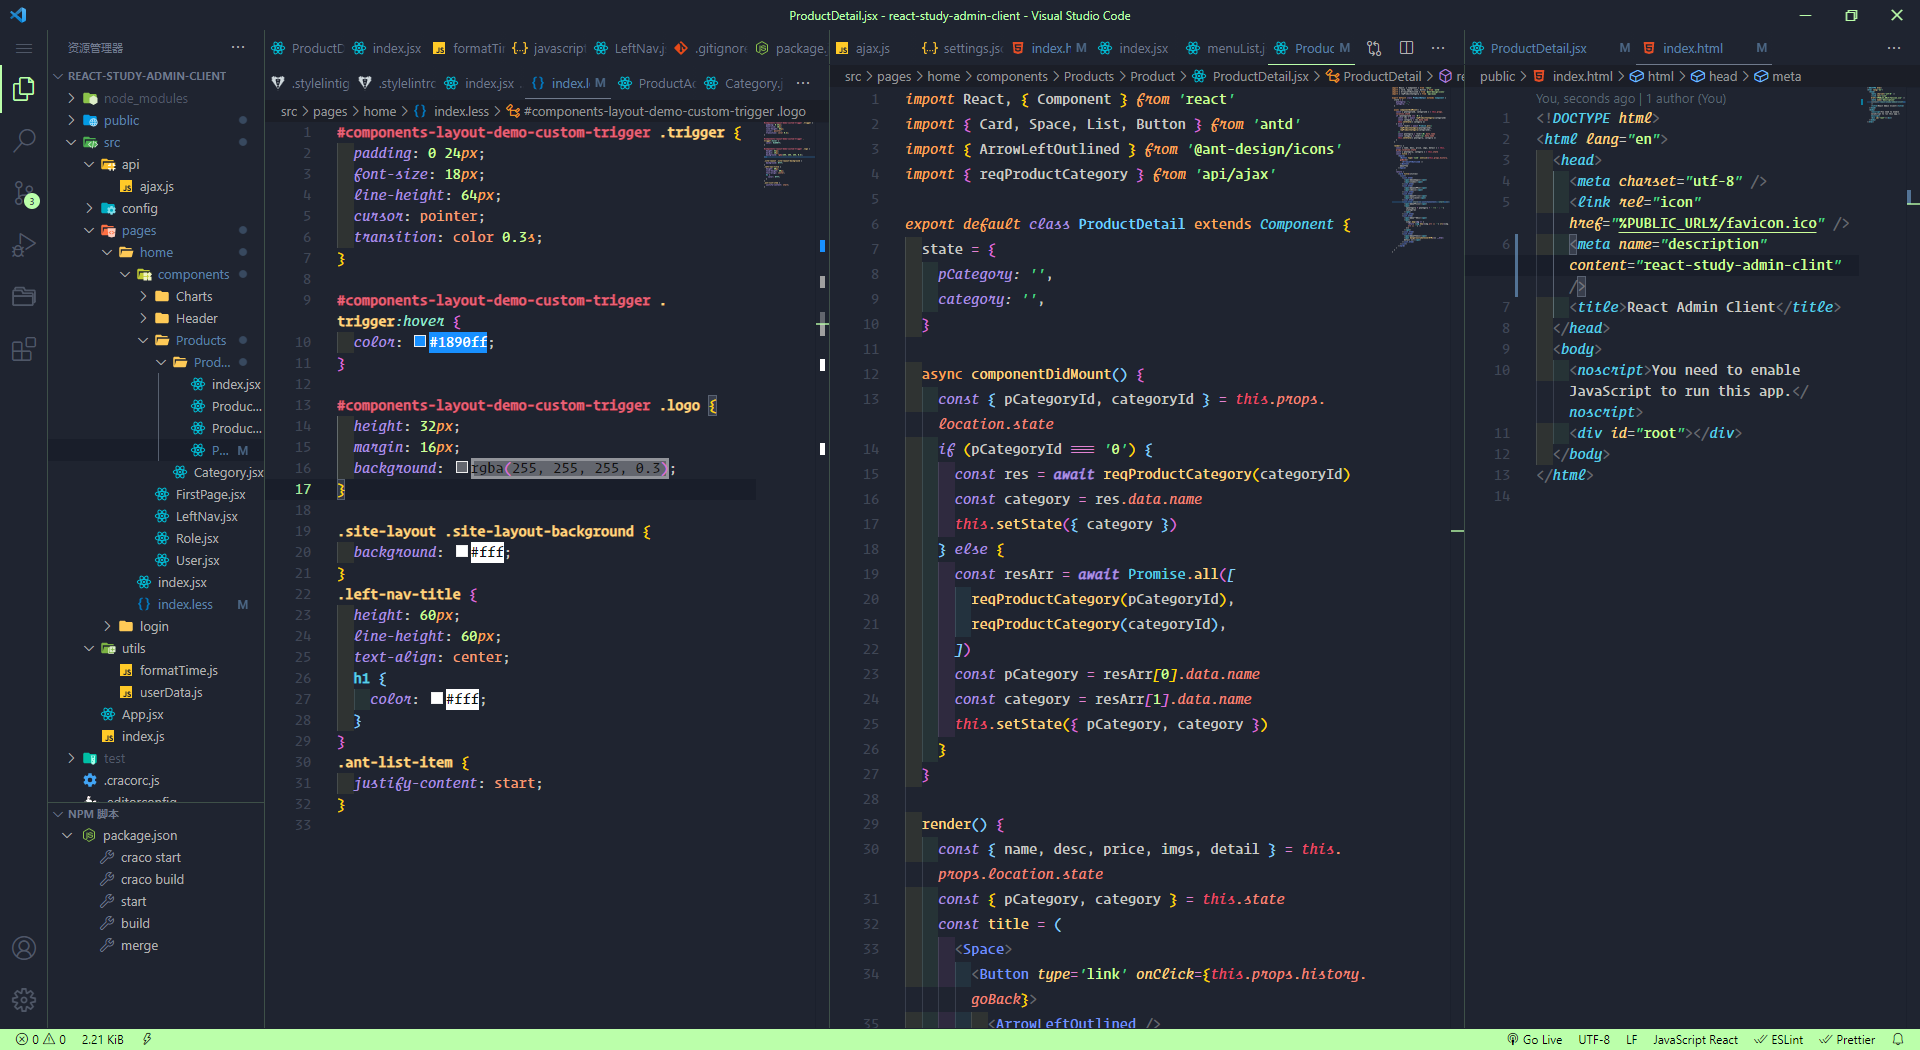 ProductDetail.jsx - react-study-admin-client - Visual Studio Code
资源管理器
REACT-STUDY-ADMIN-CLIENT
node_modules
public
src
api
ajax.js
config
pages
home
components
Charts
Header
Products
Prod...
index.jsx
Produc...
Produc...
P... M
Category.jsx
FirstPage.jsx
LeftNav.jsx
Role.jsx
User.jsx
index.jsx
index.less M
login
utils
formatTime.js
userData.js
App.jsx
index.js
test
.cracorc.js
.editorconfig
NPM 脚本
package.json
craco start
craco build
start
build
merge
3
ProductD index.jsx formatTi javascript LeftNav.j .gitignore package.
.stylelintig .stylelintrc index.jsx index.l M ProductAc Category.j
src > pages > home > index.less > #components-layout-demo-custom-trigger .logo
1 #components-layout-demo-custom-trigger .trigger {
2 padding: 0 24px;
3 font-size: 18px;
4 line-height: 64px;
5 cursor: pointer;
6 transition: color 0.3s;
7 }
8
9 #components-layout-demo-custom-trigger .
trigger:hover {
10 color: #1890ff;
11 }
12
13 #components-layout-demo-custom-trigger .logo {
14 height: 32px;
15 margin: 16px;
16 background: rgba(255, 255, 255, 0.3);
17 }
18
19 .site-layout .site-layout-background {
20 background: #fff;
21 }
22 .left-nav-title {
23 height: 60px;
24 line-height: 60px;
25 text-align: center;
26 h1 {
27 color: #fff;
28 }
29 }
30 .ant-list-item {
31 justify-content: start;
32 }
33
ajax.js settings.jsc index.h M index.jsx menuList.j Produc M
src > pages > home > components > Products > Product > ProductDetail.jsx > ProductDetail > re
1 import React, { Component } from 'react'
2 import { Card, Space, List, Button } from 'antd'
3 import { ArrowLeftOutlined } from '@ant-design/icons'
4 import { reqProductCategory } from 'api/ajax'
5
6 export default class ProductDetail extends Component {
7 state = {
8 pCategory: '',
9 category: '',
10 }
11
12 async componentDidMount() {
13 const { pCategoryId, categoryId } = this.props.
location.state
14 if (pCategoryId === '0') {
15 const res = await reqProductCategory(categoryId)
16 const category = res.data.name
17 this.setState({ category })
18 } else {
19 const resArr = await Promise.all([
20 reqProductCategory(pCategoryId),
21 reqProductCategory(categoryId),
22 ])
23 const pCategory = resArr[0].data.name
24 const category = resArr[1].data.name
25 this.setState({ pCategory, category })
26 }
27 }
28
29 render() {
30 const { name, desc, price, imgs, detail } = this.
props.location.state
31 const { pCategory, category } = this.state
32 const title = (
33 <Space>
34 <Button type='link' onClick={this.props.history.
goBack}>
35 <ArrowLeftOutlined />
ProductDetail.jsx M index.html M
public > index.html > html > head > meta
You, seconds ago | 1 author (You)
1 <!DOCTYPE html>
2 <html lang="en">
3 <head>
4 <meta charset="utf-8" />
5 <link rel="icon"
href="%PUBLIC_URL%/favicon.ico" />
6 <meta name="description"
content="react-study-admin-clint"
/>
7 <title>React Admin Client</title>
8 </head>
9 <body>
10 <noscript>You need to enable
JavaScript to run this app.</
noscript>
11 <div id="root"></div>
12 </body>
13 </html>
14
0 0 2.21 KiB
Go Live UTF-8 LF JavaScript React ESLint Prettier